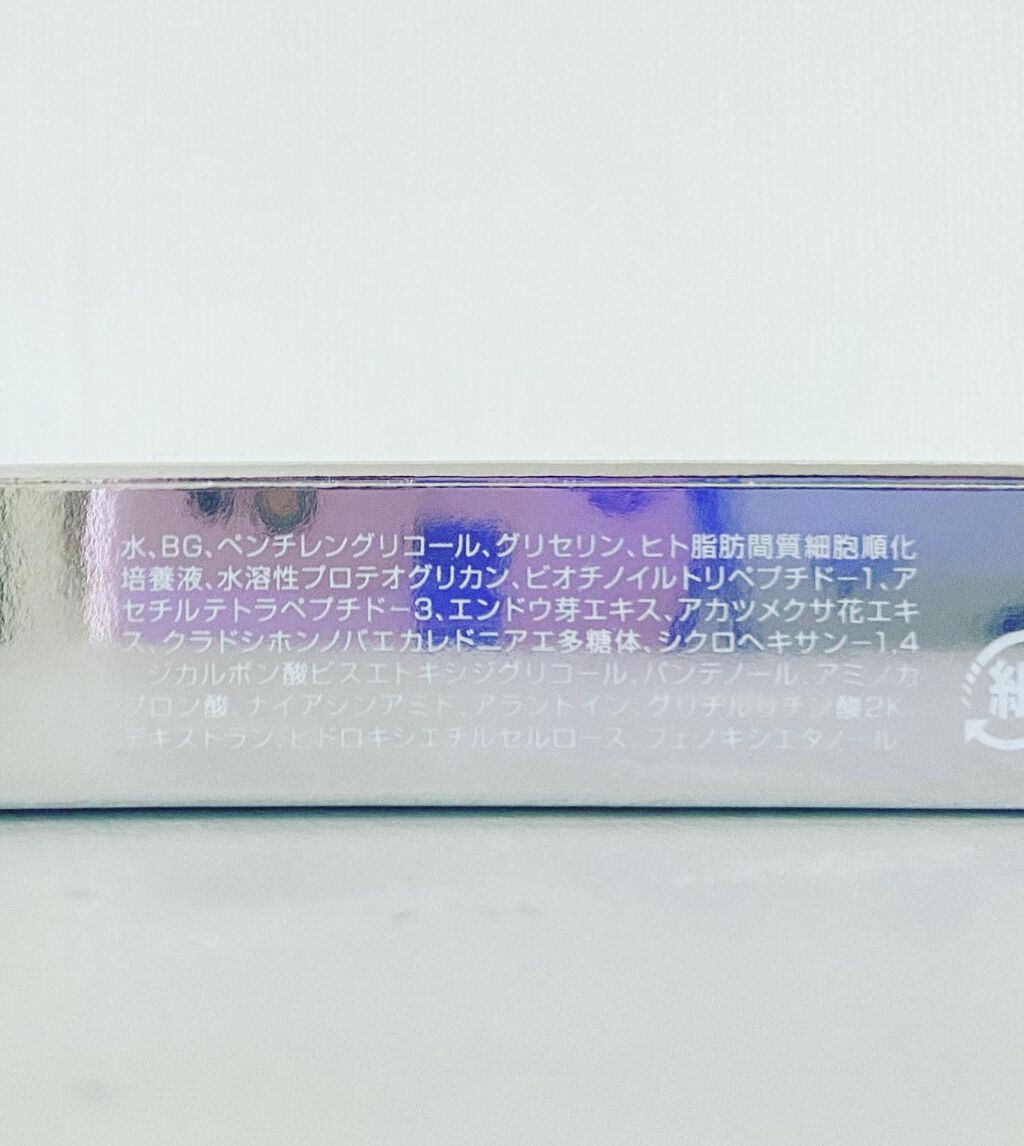 水、BG、ペンチレングリコール、グリセリン、ヒト脂肪間質細胞順化
培養液、水溶性プロテオグリカン、ビオチノイルトリペプチド-1、ア
セチルテトラペプチド-3、エンドウ芽エキス、アカツメクサ花エキ
ス、クラドシホンノバエカレドニアエ多糖体、シクロヘキサン-1,4
-ジカルボン酸ビスエトキシジグリコール、パンテノール、アミノカ
プロン酸、ナイアシンアミド、アラントイン、グリチルリチン酸2K、
デキストラン、ヒドロキシエチルセルロース、フェノキシエタノール